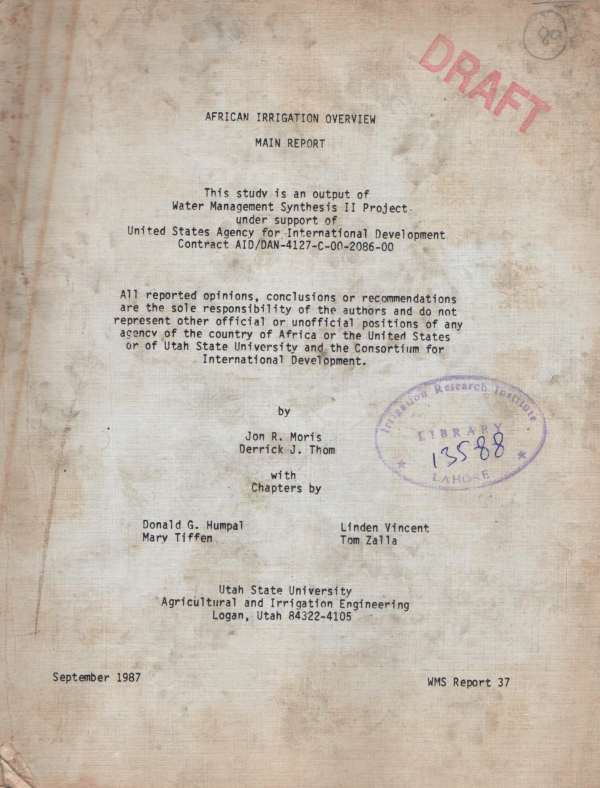 89
DRAFT
AFRICAN IRRIGATION OVERVIEW
MAIN REPORT
This study is an output of
Water Management Synthesis II Project
under support of
United States Agency for International Development
Contract AID/DAN-4127-C-00-2086-00
All reported opinions, conclusions or recommendations
are the sole responsibility of the authors and do not
represent other official or unofficial positions of any
agency of the country of Africa or the United States
or of Utah State University and the Consortium for
International Development.
by
Jon R. Moris
Derrick J. Thom
with
Chapters by
Donald G. Humpal
Mary Tiffen
Linden Vincent
Tom Zalla
Irrigation Research Institute,
LIBRARY
13588
LAHORE
Utah State University
Agricultural and Irrigation Engineering
Logan, Utah 84322-4105
September 1987
WMS Report 37